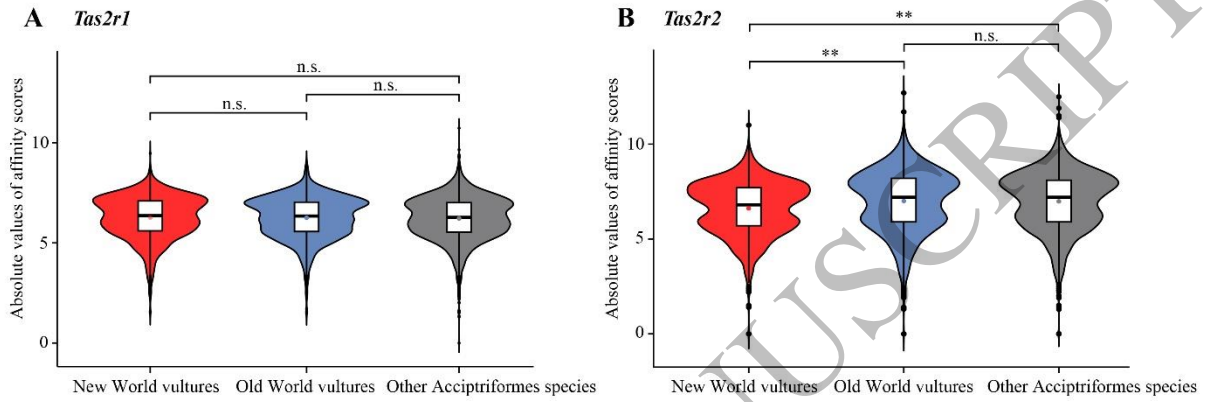 A Tas2r1
n.s.
n.s.
n.s.
Absolute values of affinity scores
10
5
0
New World vultures Old World vultures Other Acciptriformes species
B Tas2r2
**
n.s.
**
Absolute values of affinity scores
10
5
0
New World vultures Old World vultures Other Acciptriformes species
USCRIPT